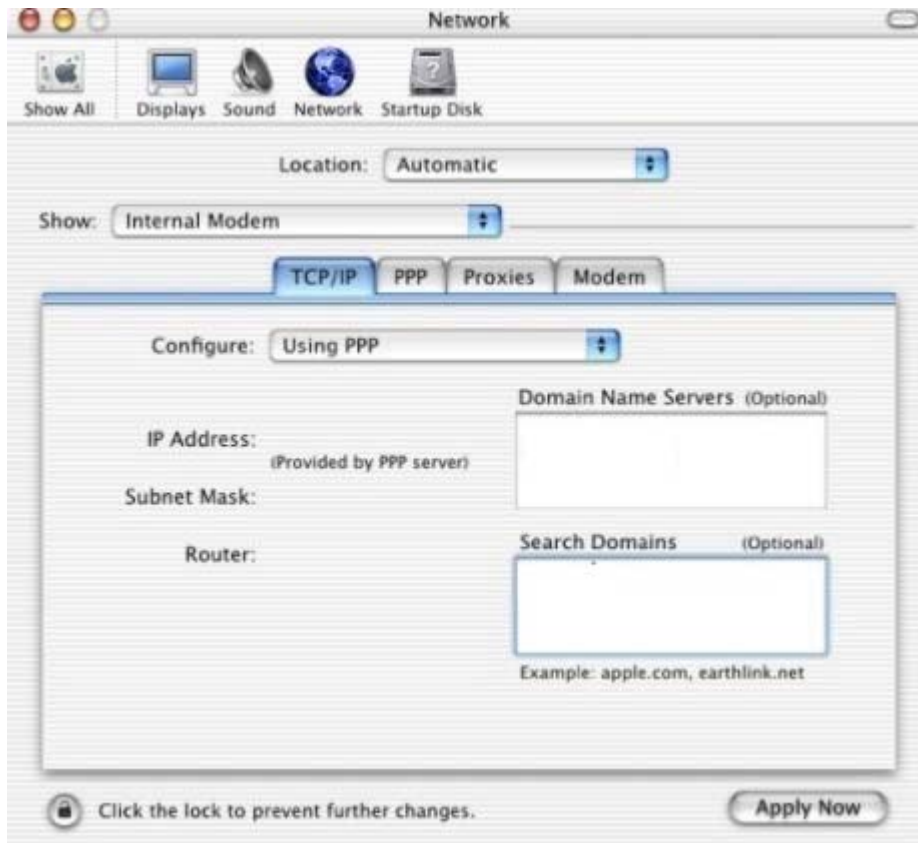 Network
Show All Displays Sound Network Startup Disk
Location: Automatic
Show: Internal Modem
TCP/IP PPP Proxies Modem
Configure: Using PPP
Domain Name Servers (Optional)
IP Address:
(Provided by PPP server)
Subnet Mask:
Search Domains (Optional)
Router:
Example: apple.com, earthlink.net
Click the lock to prevent further changes.
Apply Now